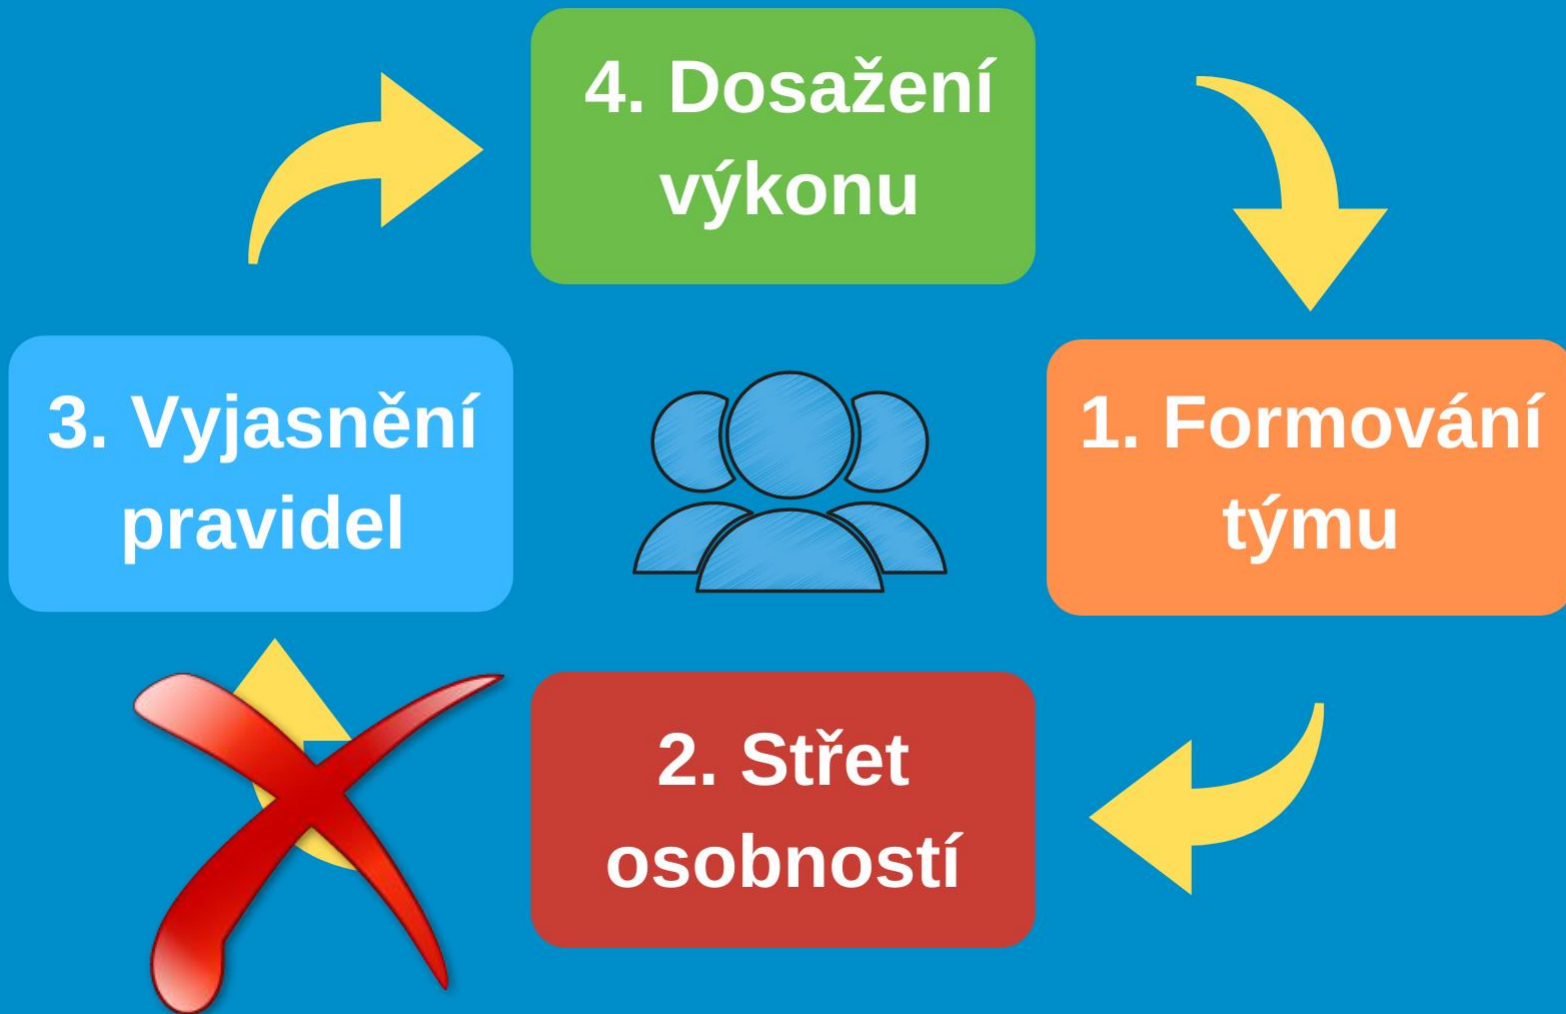 4. Dosažení
výkonu
3. Vyjasnění
pravidel
1. Formování
týmu
2. Střet
osobností